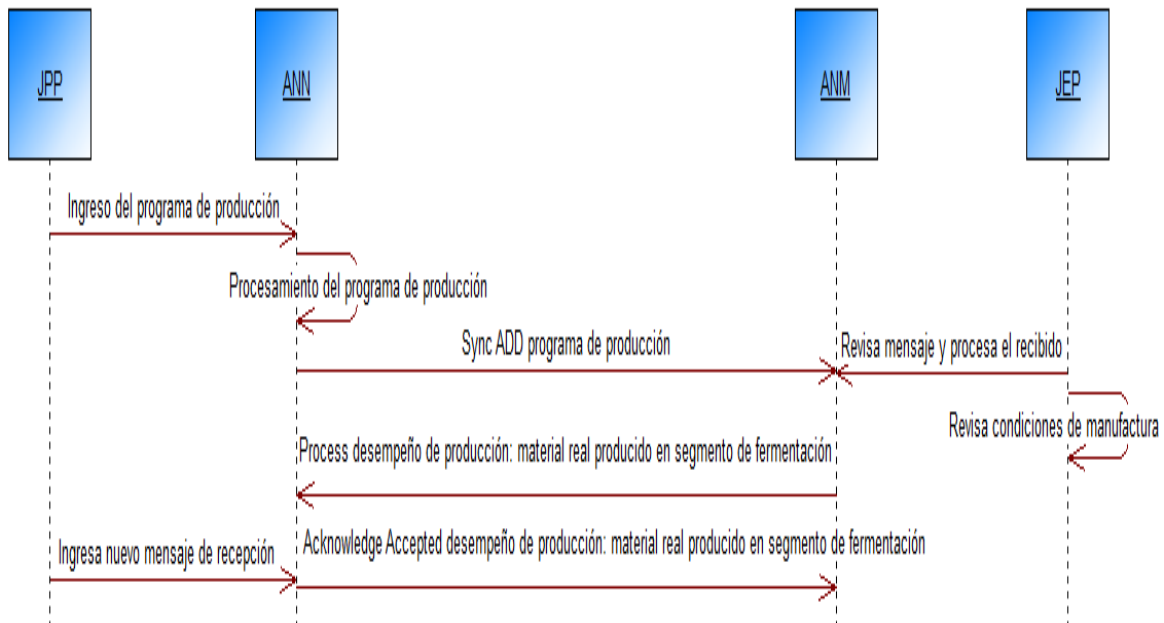 JPP
ANN
ANM
JEP
Ingreso del programa de producción
Procesamiento del programa de producción
Sync ADD programa de producción
Revisa mensaje y procesa el recibido
Revisa condiciones de manufactura
Process desempeño de producción: material real producido en segmento de fermentación
Ingresa nuevo mensaje de recepción
Acknowledge Accepted desempeño de producción: material real producido en segmento de fermentación